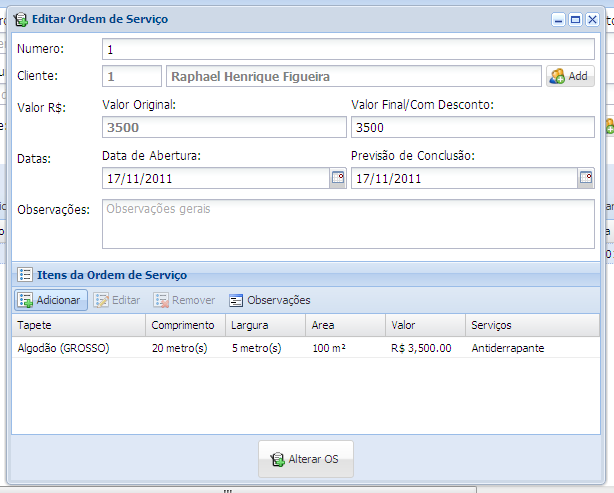 Editar Ordem de Serviço
Numero: 1
Cliente: 1 Raphael Henrique Figueira Add
Valor R$: Valor Original: Valor Final/Com Desconto:
3500 3500
Datas: Data de Abertura: Previsão de Conclusão:
17/11/2011 17/11/2011
Observações: Observações gerais
Itens da Ordem de Serviço
Adicionar Editar Remover Observações
Tapete Comprimento Largura Area Valor Serviços
Algodão (GROSSO) 20 metro(s) 5 metro(s) 100 m² R$ 3,500.00 Antiderrapante
Alterar OS